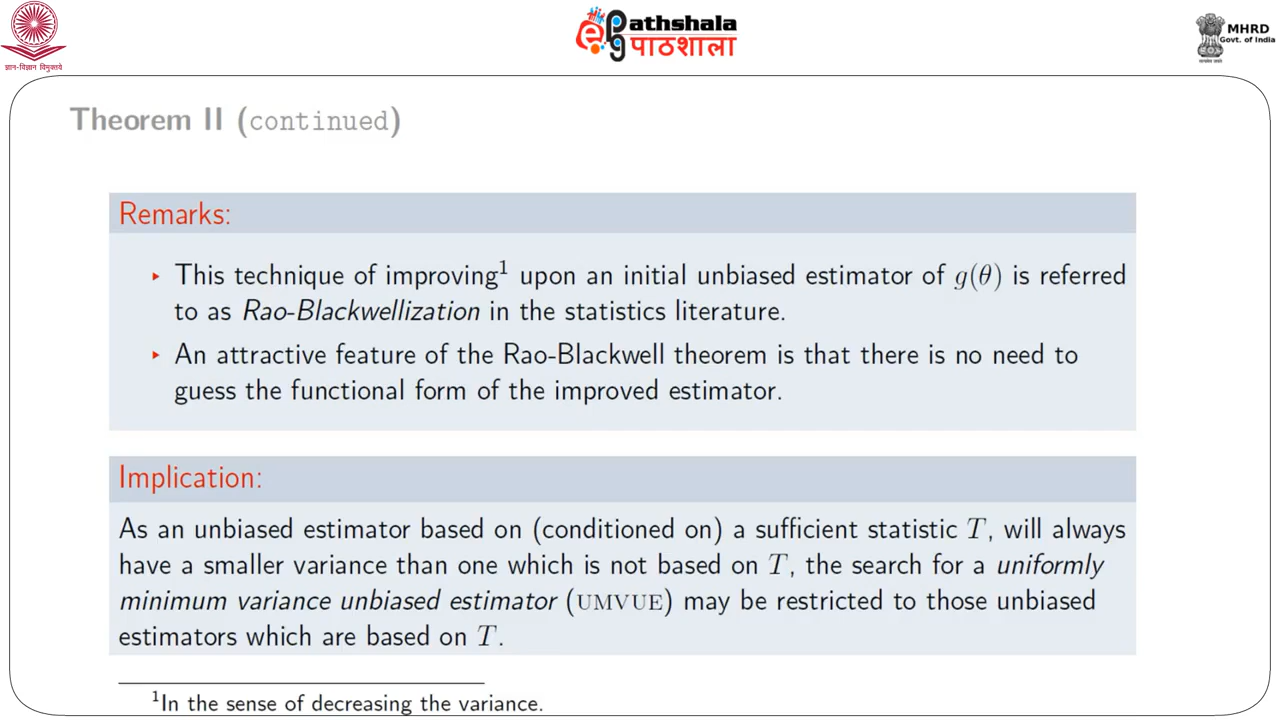 ज्ञान-विज्ञान विमुक्तये
Pathshala
पाठशाला
MHRD
Govt. of India
सत्यमेव जयते
Theorem II (continued)
Remarks:
▸ This technique of improving¹ upon an initial unbiased estimator of g(θ) is referred
to as Rao-Blackwellization in the statistics literature.
▸ An attractive feature of the Rao-Blackwell theorem is that there is no need to
guess the functional form of the improved estimator.
Implication:
As an unbiased estimator based on (conditioned on) a sufficient statistic T, will always
have a smaller variance than one which is not based on T, the search for a uniformly
minimum variance unbiased estimator (UMVUE) may be restricted to those unbiased
estimators which are based on T.
¹In the sense of decreasing the variance.